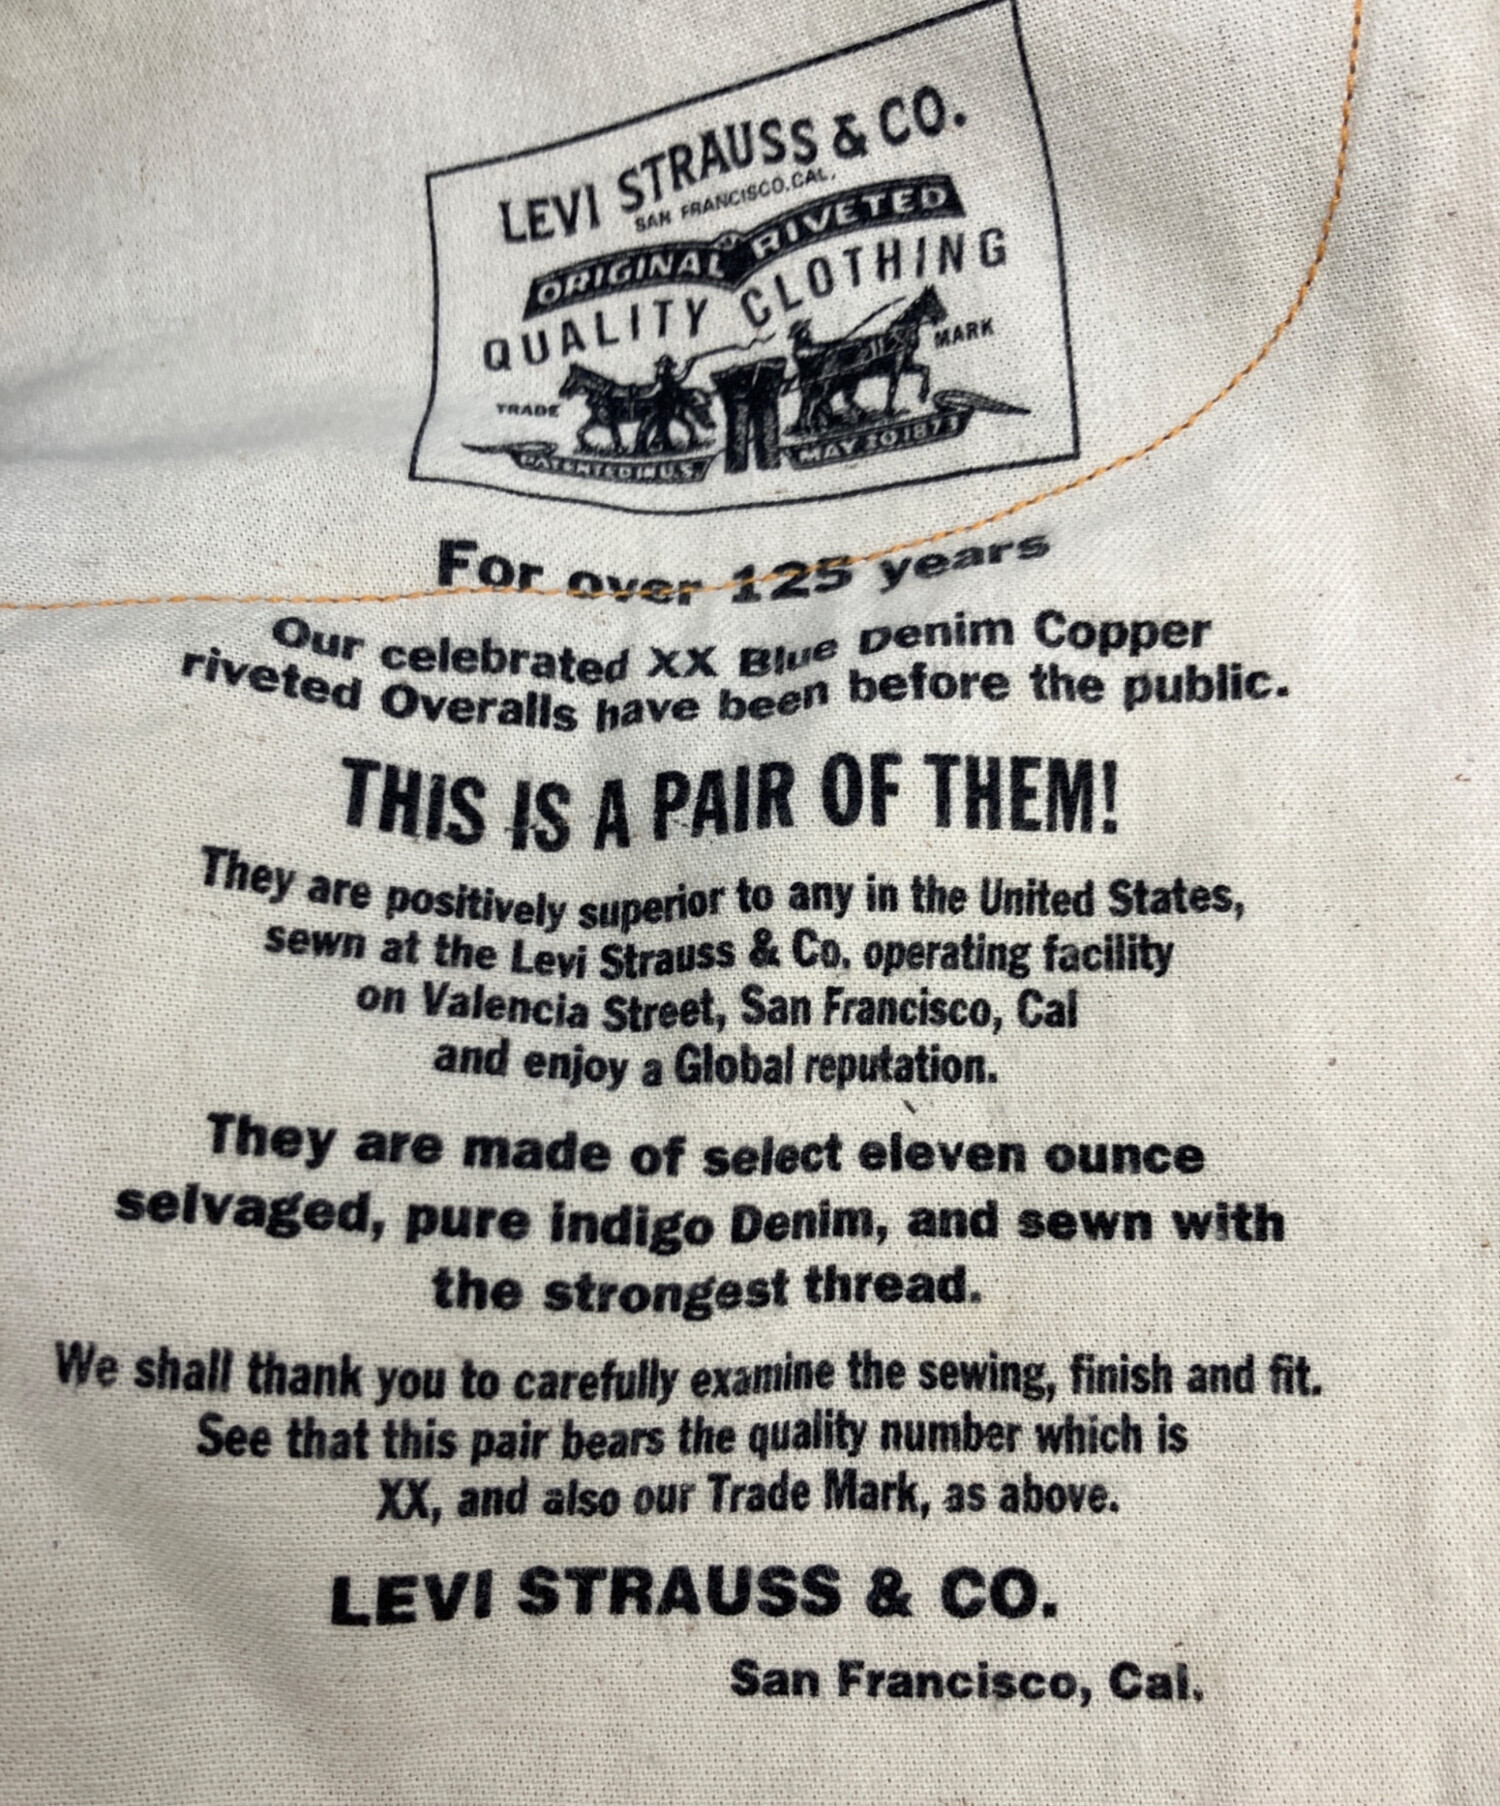 LEVI STRAUSS & CO.
SAN FRANCISCO.CAL.
ORIGINAL RIVETED
QUALITY CLOTHING
TRADE MARK
PATENTED IN U.S. MAY 20 1873
For over 125 years
Our celebrated XX Blue Denim Copper
riveted Overalls have been before the public.
THIS IS A PAIR OF THEM!
They are positively superior to any in the United States,
sewn at the Levi Strauss & Co. operating facility
on Valencia Street, San Francisco, Cal
and enjoy a Global reputation.
They are made of select eleven ounce
selvaged, pure indigo Denim, and sewn with
the strongest thread.
We shall thank you to carefully examine the sewing, finish and fit.
See that this pair bears the quality number which is
XX, and also our Trade Mark, as above.
LEVI STRAUSS & CO.
San Francisco, Cal.